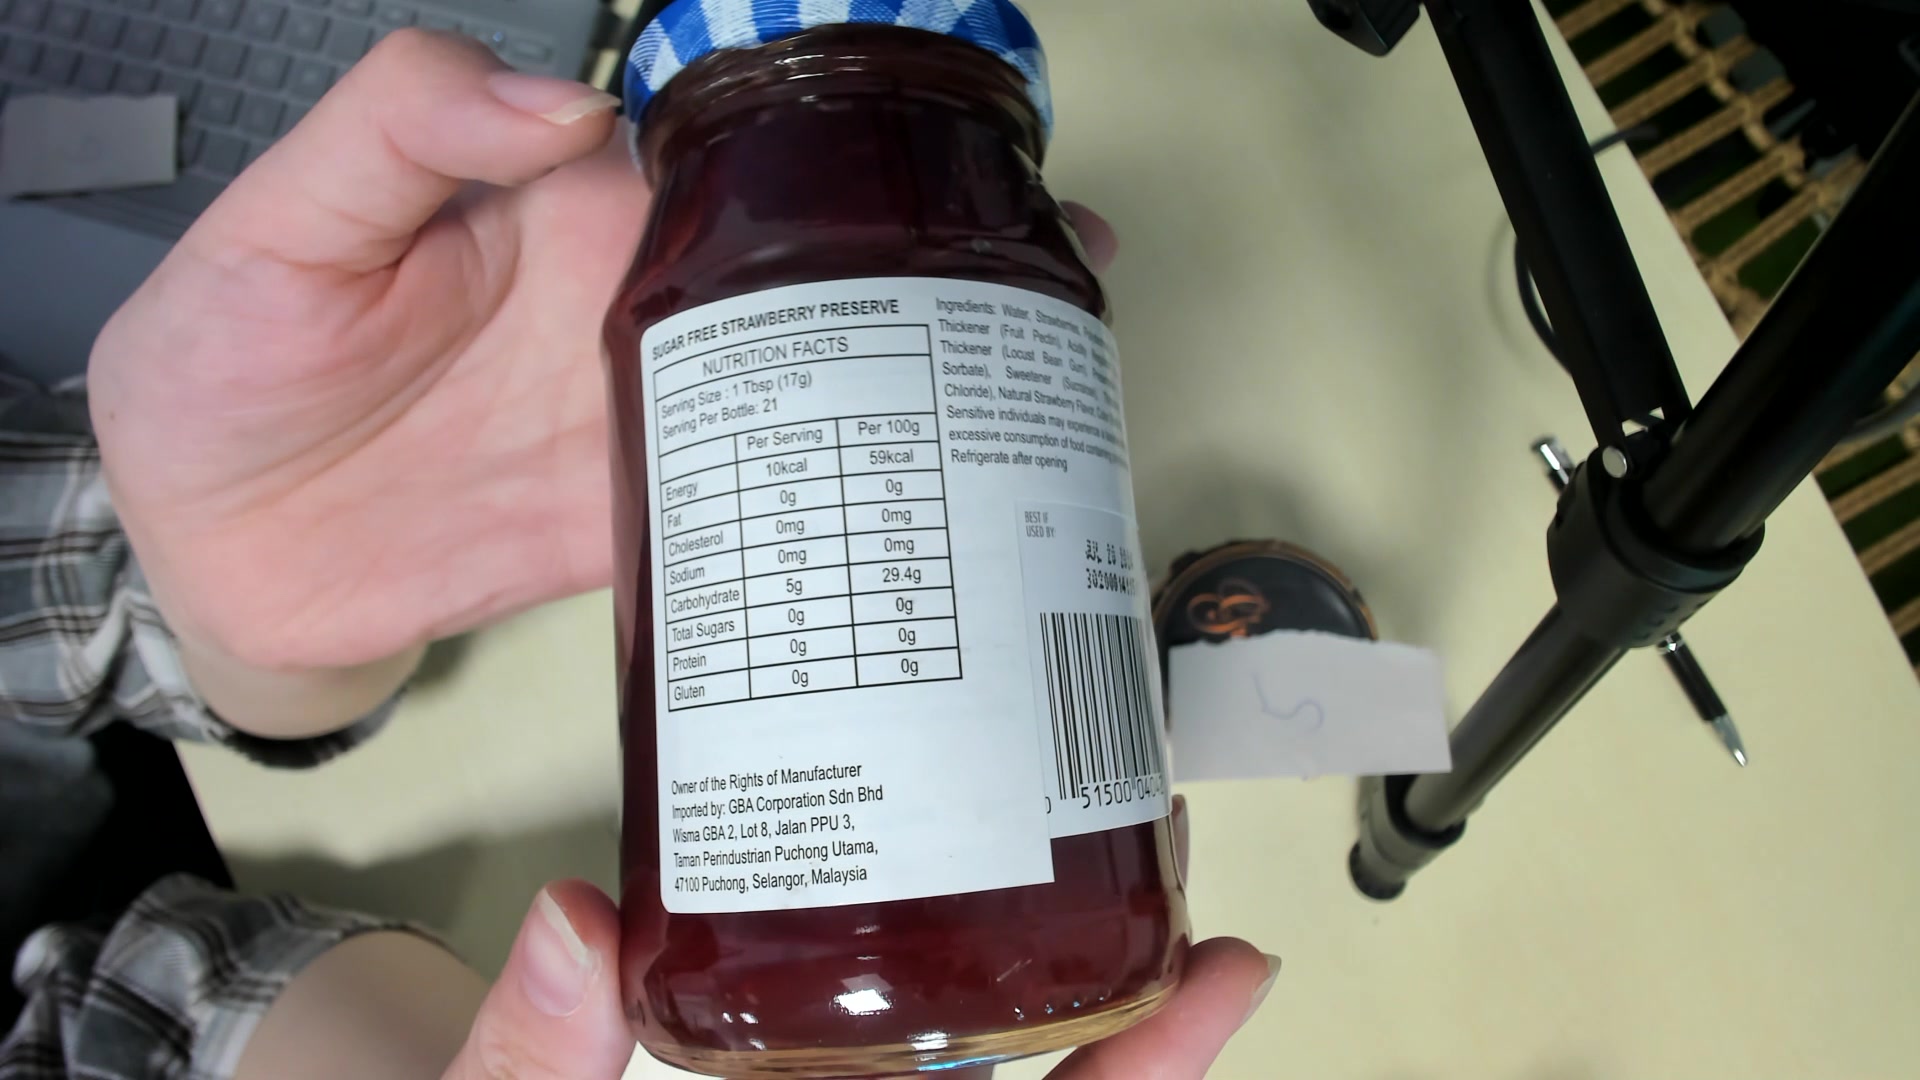 SUGAR FREE STRAWBERRY PRESERVE
NUTRITION FACTS
Serving Size : 1 Tbsp (17g)
Serving Per Bottle: 21
Per Serving Per 100g
Energy 10kcal 59kcal
Fat 0g 0g
Cholesterol 0mg 0mg
Sodium 0mg 0mg
Carbohydrate 5g 29.4g
Total Sugars 0g 0g
Protein 0g 0g
Gluten 0g 0g
Owner of the Rights of Manufacturer
Imported by: GBA Corporation Sdn Bhd
Wisma GBA 2, Lot 8, Jalan PPU 3,
Taman Perindustrian Puchong Utama,
47100 Puchong, Selangor, Malaysia
Ingredients: Water, Strawberries,
Thickener (Fruit Pectin), Acidity
Thickener (Locust Bean Gum),
Sorbate), Sweetener
Chloride), Natural Strawberry Flavor,
Sensitive individuals may experience a
excessive consumption of food containing
Refrigerate after opening
BEST IF
USED BY:
JUL 20
0 51500 04